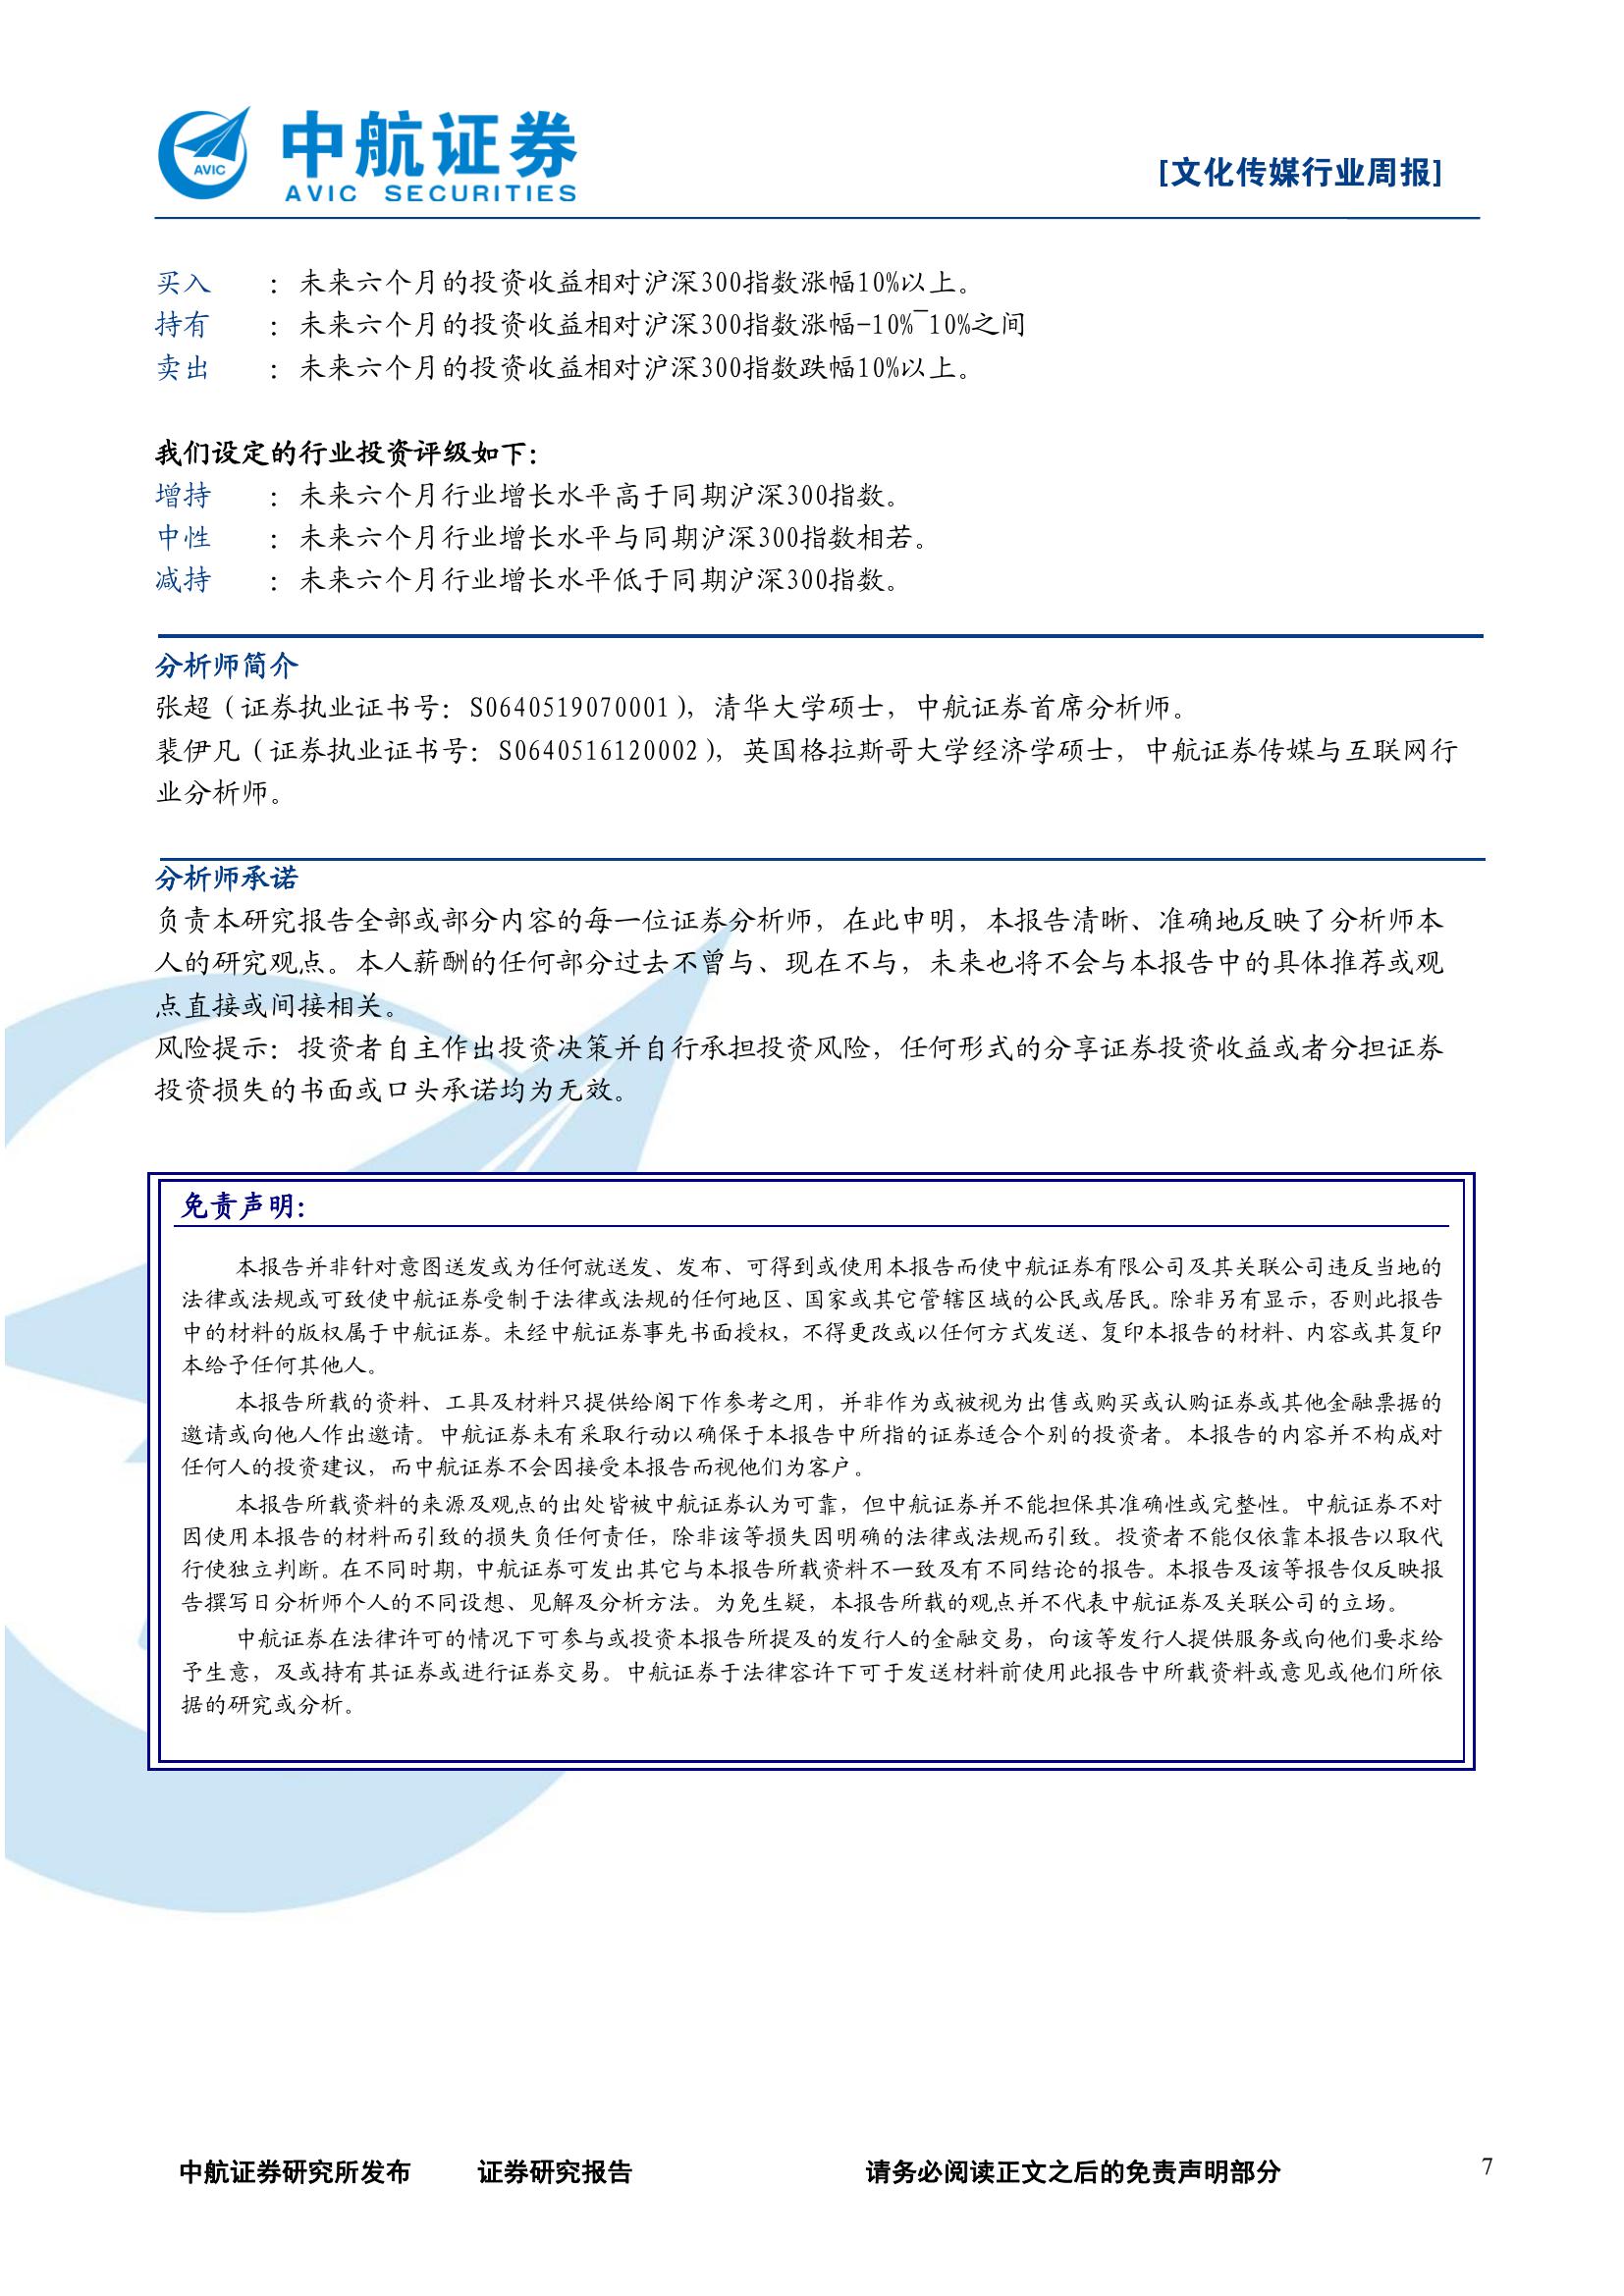 中航证券
AVIC SECURITIES
AVIC
[文化传媒行业周报]
买入 : 未来六个月的投资收益相对沪深300指数涨幅10%以上。
持有 : 未来六个月的投资收益相对沪深300指数涨幅-10%¯10%之间
卖出 : 未来六个月的投资收益相对沪深300指数跌幅10%以上。
我们设定的行业投资评级如下:
增持 : 未来六个月行业增长水平高于同期沪深300指数。
中性 : 未来六个月行业增长水平与同期沪深300指数相若。
减持 : 未来六个月行业增长水平低于同期沪深300指数。
分析师简介
张超(证券执业证书号:S0640519070001),清华大学硕士,中航证券首席分析师。
裴伊凡(证券执业证书号:S0640516120002),英国格拉斯哥大学经济学硕士,中航证券传媒与互联网行
业分析师。
分析师承诺
负责本研究报告全部或部分内容的每一位证券分析师,在此申明,本报告清晰、准确地反映了分析师本
人的研究观点。本人薪酬的任何部分过去不曾与、现在不与,未来也将不会与本报告中的具体推荐或观
点直接或间接相关。
风险提示:投资者自主作出投资决策并自行承担投资风险,任何形式的分享证券投资收益或者分担证券
投资损失的书面或口头承诺均为无效。
免责声明:
本报告并非针对意图送发或为任何就送发、发布、可得到或使用本报告而使中航证券有限公司及其关联公司违反当地的
法律或法规或可致使中航证券受制于法律或法规的任何地区、国家或其它管辖区域的公民或居民。除非另有显示,否则此报告
中的材料的版权属于中航证券。未经中航证券事先书面授权,不得更改或以任何方式发送、复印本报告的材料、内容或其复印
本给予任何其他人。
本报告所载的资料、工具及材料只提供给阁下作参考之用,并非作为或被视为出售或购买或认购证券或其他金融票据的
邀请或向他人作出邀请。中航证券未有采取行动以确保于本报告中所指的证券适合个别的投资者。本报告的内容并不构成对
任何人的投资建议,而中航证券不会因接受本报告而视他们为客户。
本报告所载资料的来源及观点的出处皆被中航证券认为可靠,但中航证券并不能担保其准确性或完整性。中航证券不对
因使用本报告的材料而引致的损失负任何责任,除非该等损失因明确的法律或法规而引致。投资者不能仅依靠本报告以取代
行使独立判断。在不同时期,中航证券可发出其它与本报告所载资料不一致及有不同结论的报告。本报告及该等报告仅反映报
告撰写日分析师个人的不同设想、见解及分析方法。为免生疑,本报告所载的观点并不代表中航证券及关联公司的立场。
中航证券在法律许可的情况下可参与或投资本报告所提及的发行人的金融交易,向该等发行人提供服务或向他们要求给
予生意,及或持有其证券或进行证券交易。中航证券于法律容许下可于发送材料前使用此报告中所载资料或意见或他们所依
据的研究或分析。
中航证券研究所发布 证券研究报告 请务必阅读正文之后的免责声明部分 7